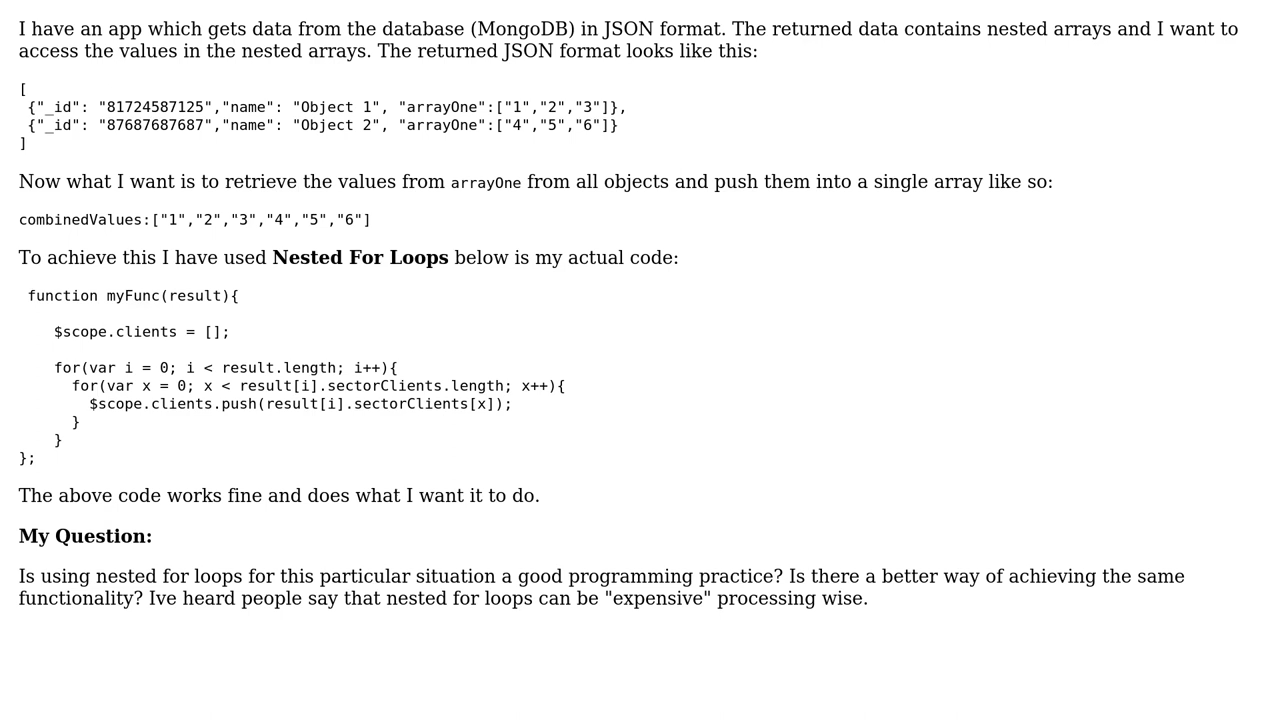 I have an app which gets data from the database (MongoDB) in JSON format. The returned data contains nested arrays and I want to
access the values in the nested arrays. The returned JSON format looks like this:
[
 {"_id": "81724587125","name": "Object 1", "arrayOne":["1","2","3"]},
 {"_id": "87687687687","name": "Object 2", "arrayOne":["4","5","6"]}
]
Now what I want is to retrieve the values from arrayOne from all objects and push them into a single array like so:
combinedValues:["1","2","3","4","5","6"]
To achieve this I have used Nested For Loops below is my actual code:
 function myFunc(result){
    $scope.clients = [];
    for(var i = 0; i < result.length; i++){
      for(var x = 0; x < result[i].sectorClients.length; x++){
        $scope.clients.push(result[i].sectorClients[x]);
      }
    }
};
The above code works fine and does what I want it to do.
My Question:
Is using nested for loops for this particular situation a good programming practice? Is there a better way of achieving the same
functionality? Ive heard people say that nested for loops can be "expensive" processing wise.